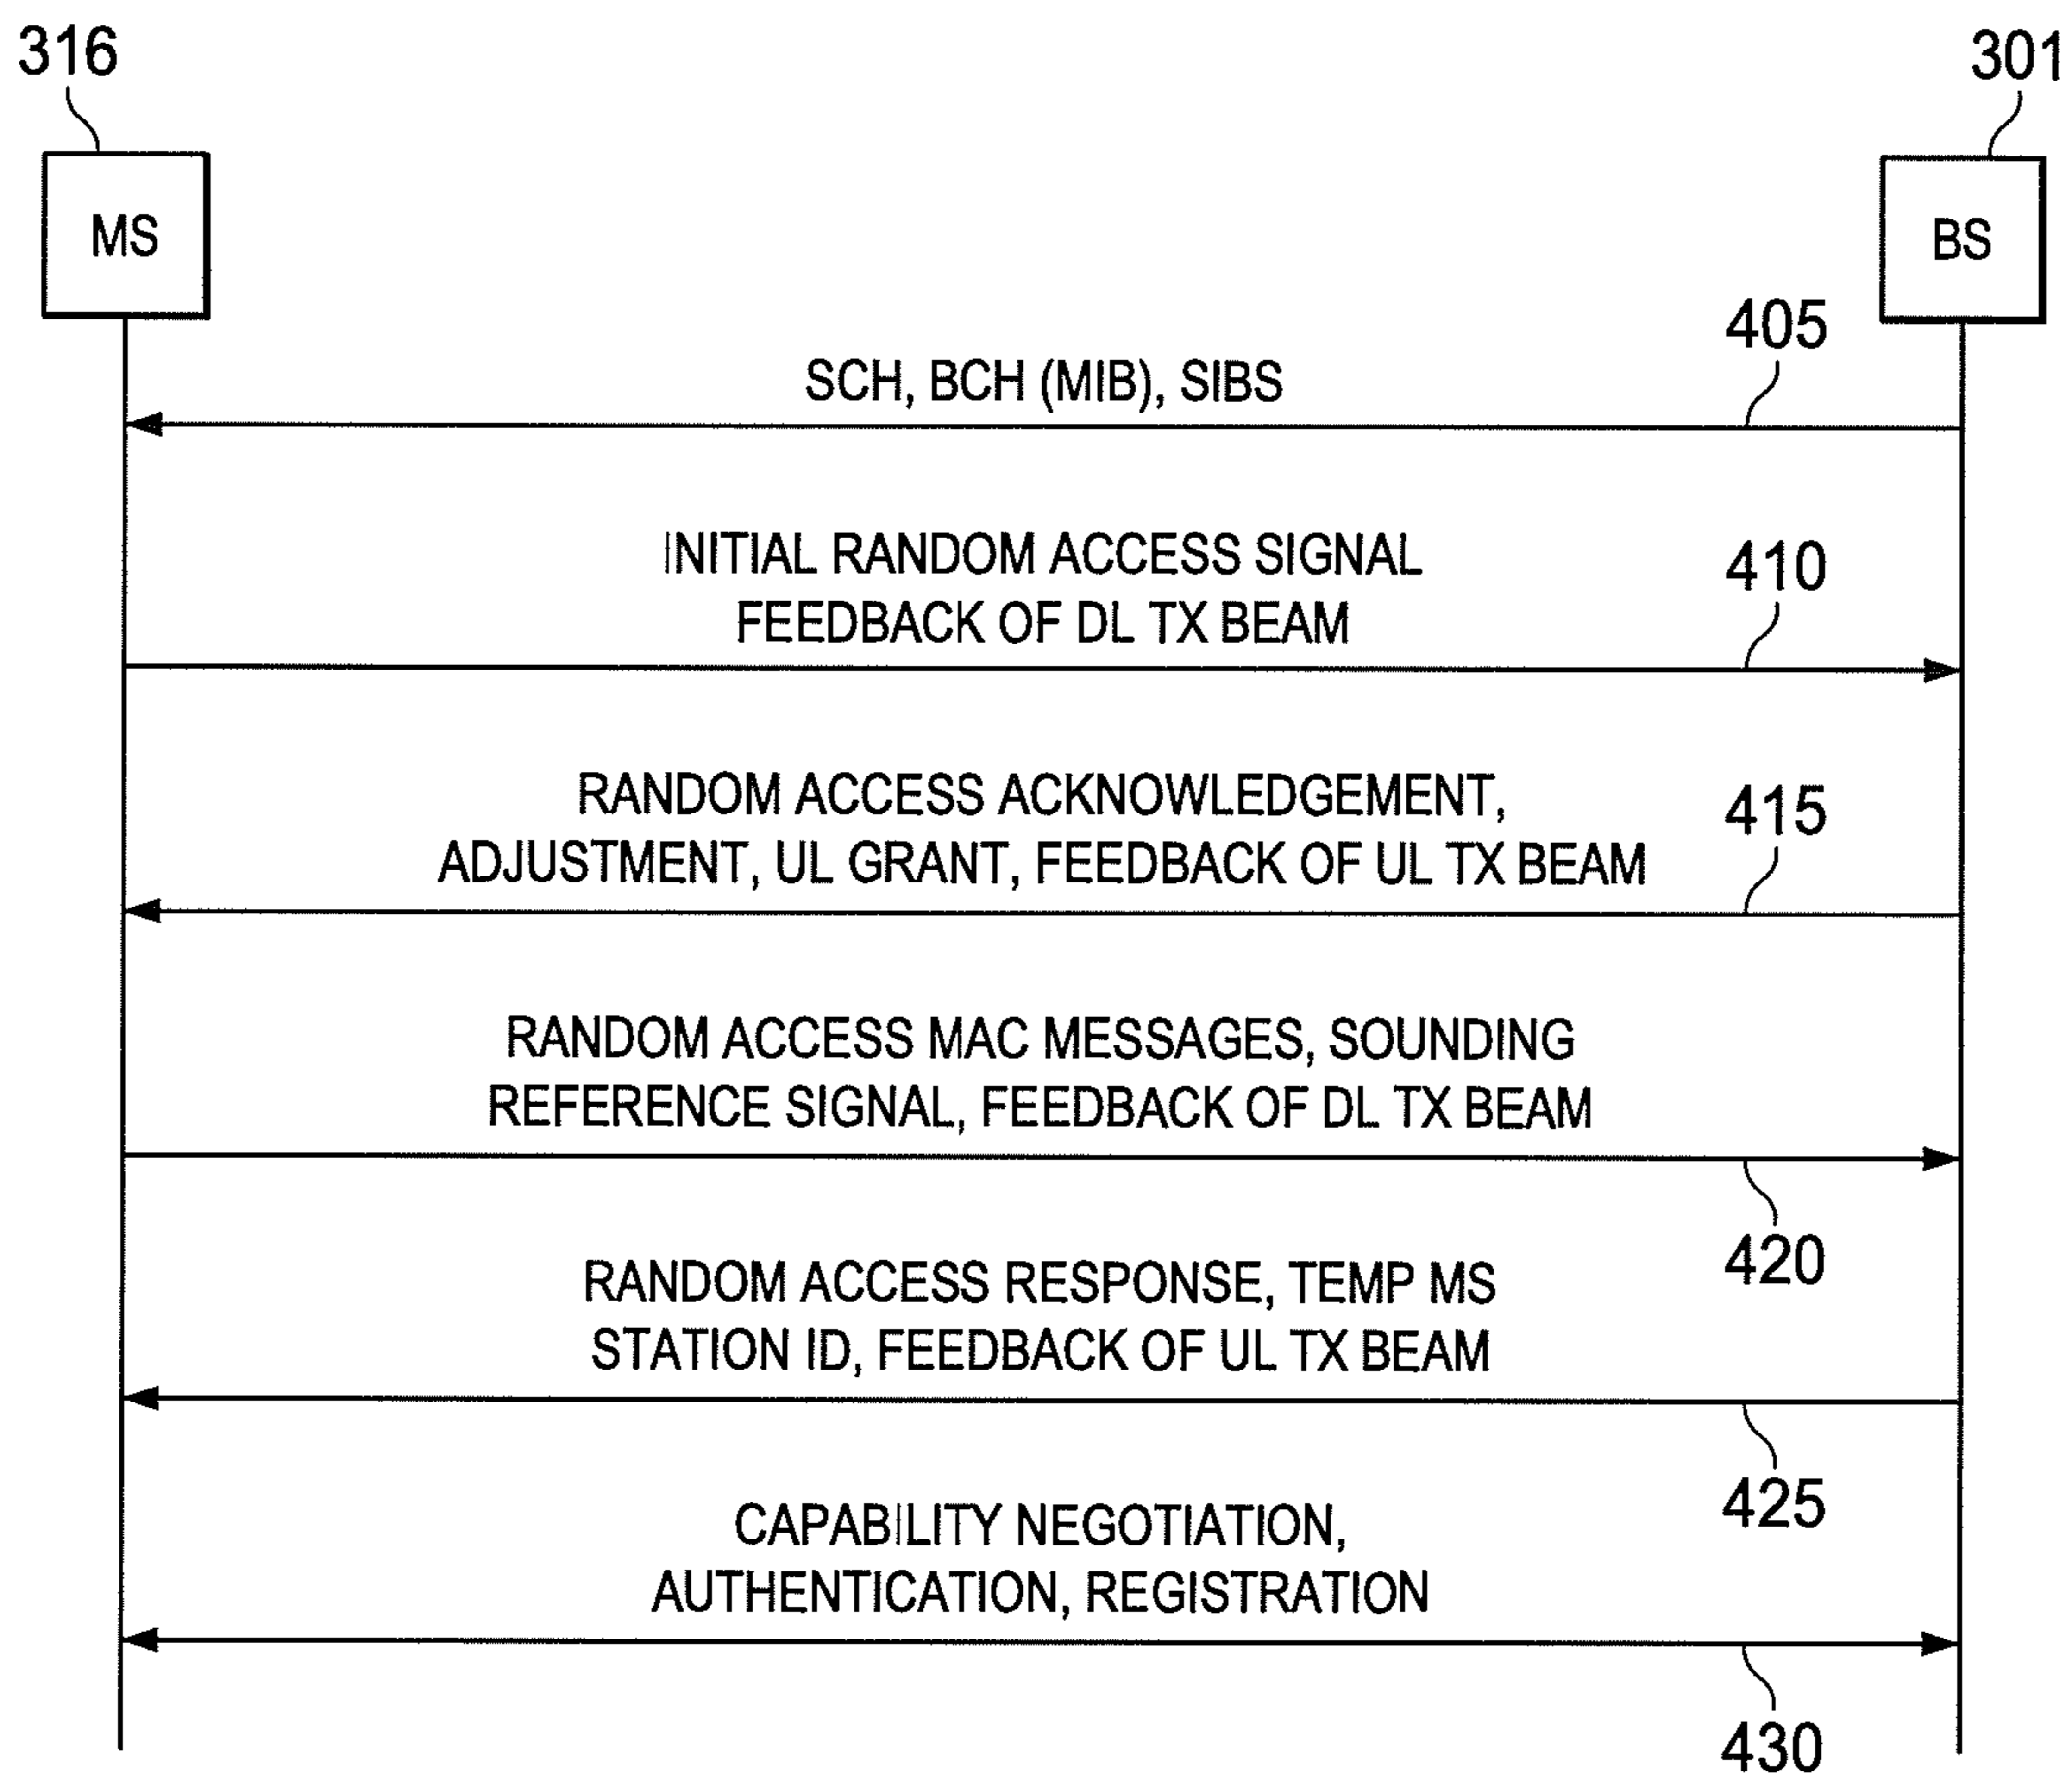 316
301
MS
BS
405
SCH, BCH (MIB), SIBS
INITIAL RANDOM ACCESS SIGNAL
410
FEEDBACK OF DL TX BEAM
RANDOM ACCESS ACKNOWLEDGEMENT,
415
ADJUSTMENT, UL GRANT, FEEDBACK OF UL TX BEAM
RANDOM ACCESS MAC MESSAGES, SOUNDING
REFERENCE SIGNAL, FEEDBACK OF DL TX BEAM
420
RANDOM ACCESS RESPONSE, TEMP MS
STATION ID, FEEDBACK OF UL TX BEAM
425
CAPABILITY NEGOTIATION,
AUTHENTICATION, REGISTRATION
430